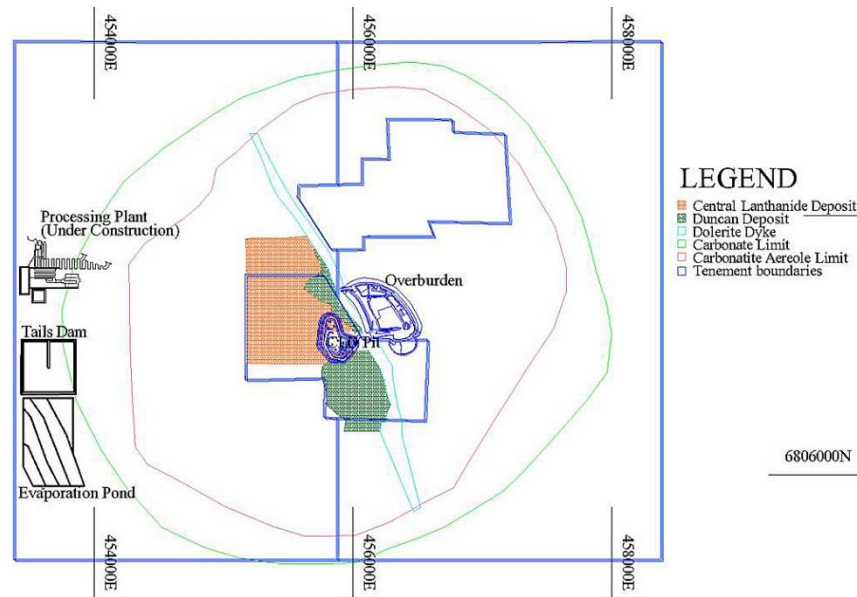 454000E
456000E
458000E
LEGEND
Central Lanthanide Deposit
Duncan Deposit
Dolerite Dyke
Carbonate Limit
Carbonatite Aereole Limit
Tenement boundaries
Processing Plant
(Under Construction)
Overburden
Tails Dam
Pit
6806000N
Evaporation Pond
454000E
456000E
458000E